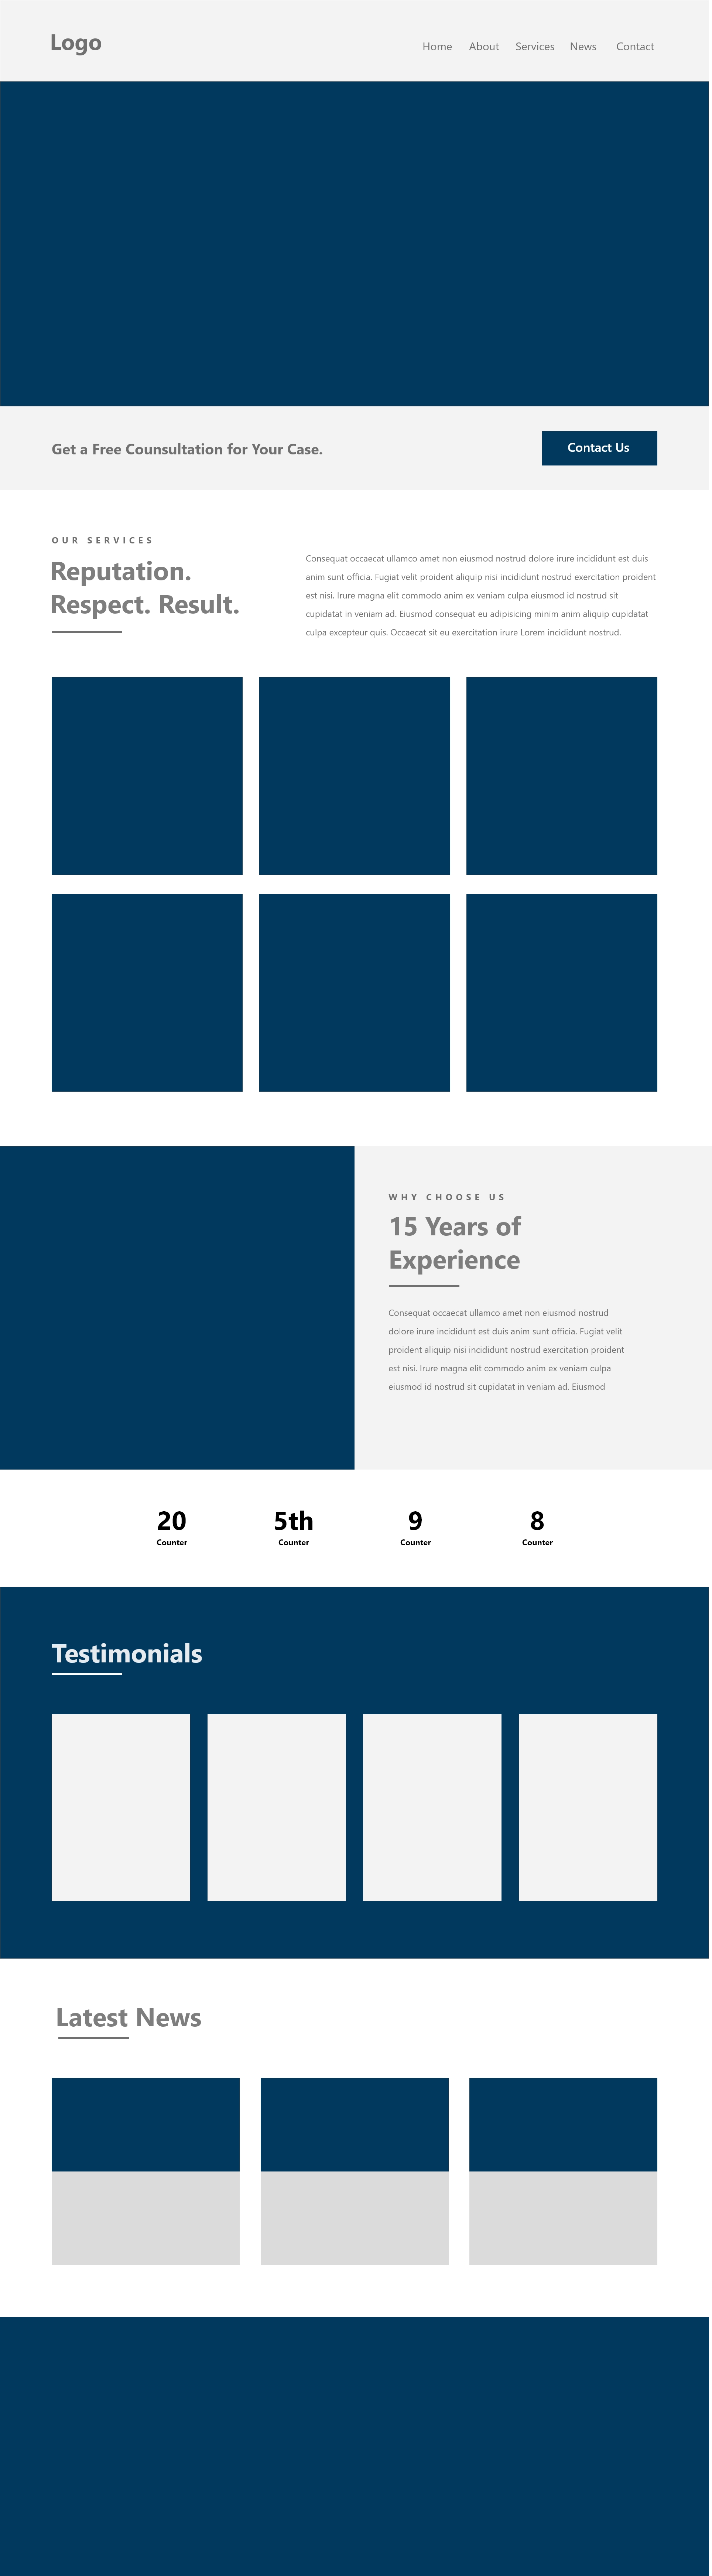 Logo
Home About Services News Contact
Get a Free Counsultation for Your Case.
Contact Us
OUR SERVICES
Reputation.
Respect. Result.
Consequat occaecat ullamco amet non eiusmod nostrud dolore irure incididunt est duis
anim sunt officia. Fugiat velit proident aliquip nisi incididunt nostrud exercitation proident
est nisi. Irure magna elit commodo anim ex veniam culpa eiusmod id nostrud sit
cupidatat in veniam ad. Eiusmod consequat eu adipisicing minim anim aliquip cupidatat
culpa excepteur quis. Occaecat sit eu exercitation irure Lorem incididunt nostrud.
WHY CHOOSE US
15 Years of
Experience
Consequat occaecat ullamco amet non eiusmod nostrud
dolore irure incididunt est duis anim sunt officia. Fugiat velit
proident aliquip nisi incididunt nostrud exercitation proident
est nisi. Irure magna elit commodo anim ex veniam culpa
eiusmod id nostrud sit cupidatat in veniam ad. Eiusmod
20 5th 9 8
Counter Counter Counter Counter
Testimonials
Latest News